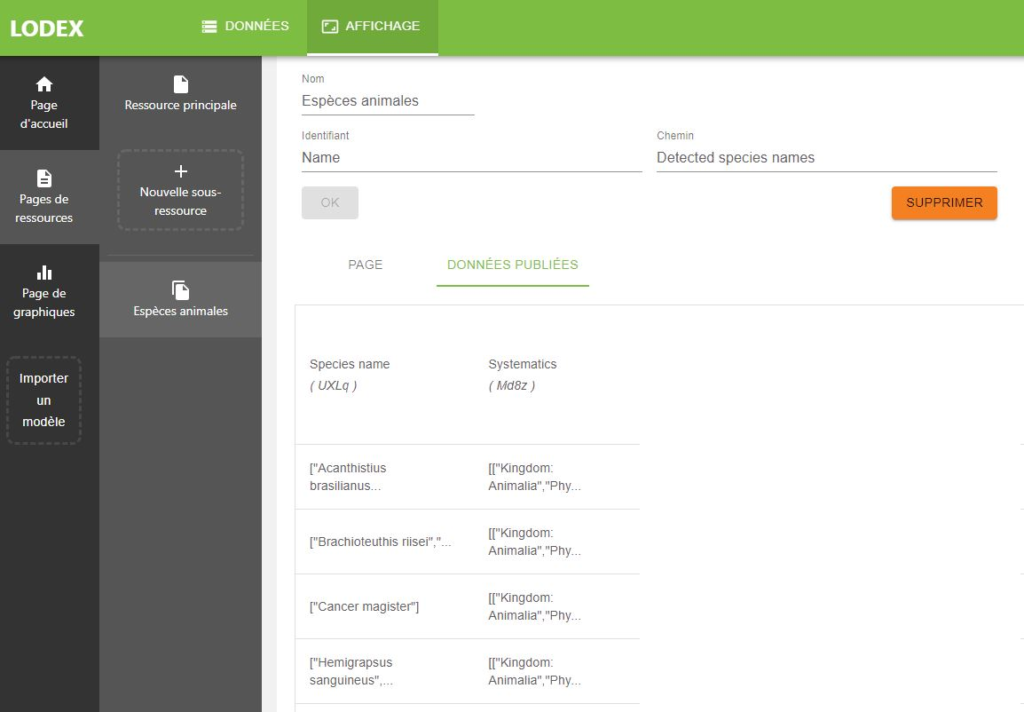 LODEX
DONNÉES
AFFICHAGE
Page
d'accueil
Pages de
ressources
Page de
graphiques
Importer
un
modèle
Ressource principale
Nouvelle sous-
ressource
Espèces animales
Nom
Espèces animales
Identifiant
Name
Chemin
Detected species names
OK
SUPPRIMER
PAGE
DONNÉES PUBLIÉES
Species name
( UXLq )
Systematics
( Md8z )
["Acanthistius
brasilianus...
[["Kingdom:
Animalia","Phy...
["Brachioteuthis riisei","...
[["Kingdom:
Animalia","Phy...
["Cancer magister"]
[["Kingdom:
Animalia","Phy...
["Hemigrapsus
sanguineus",...
[["Kingdom:
Animalia","Phy...